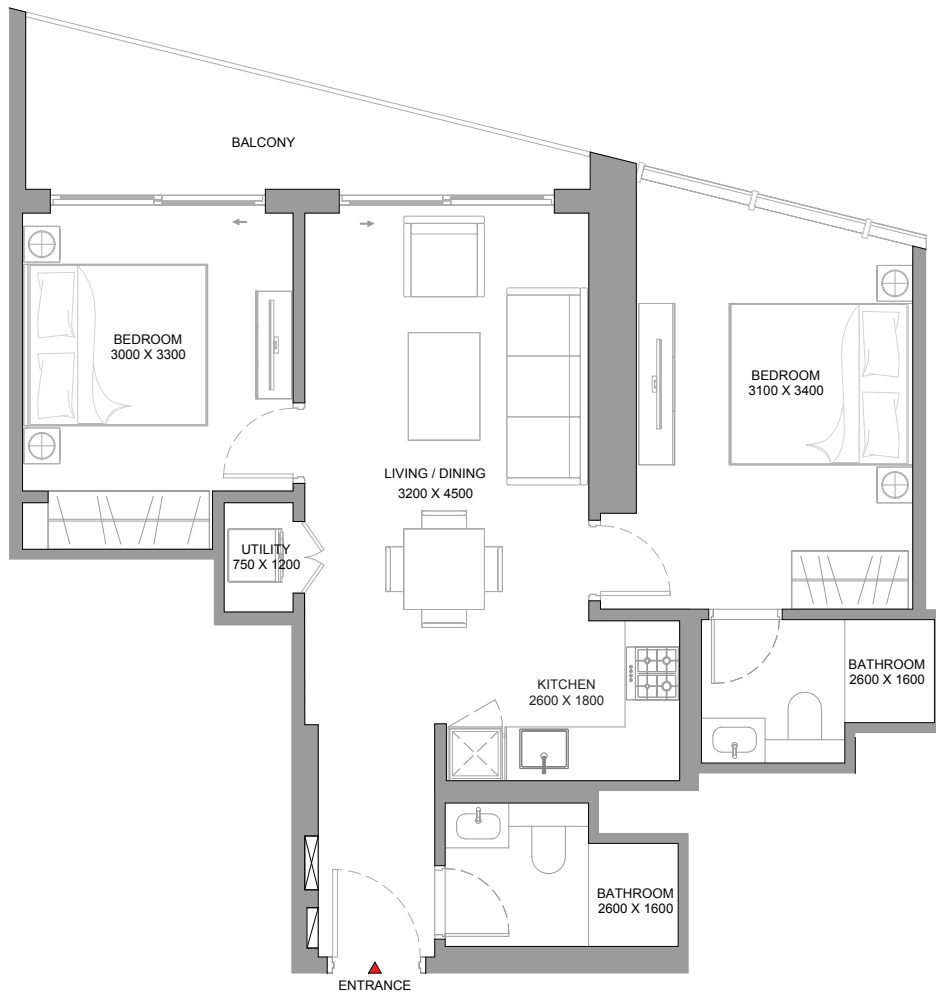 BALCONY
BEDROOM
3000 X 3300
BEDROOM
3100 X 3400
LIVING / DINING
3200 X 4500
UTILITY
750 X 1200
KITCHEN
2600 X 1800
BATHROOM
2600 X 1600
BATHROOM
2600 X 1600
ENTRANCE